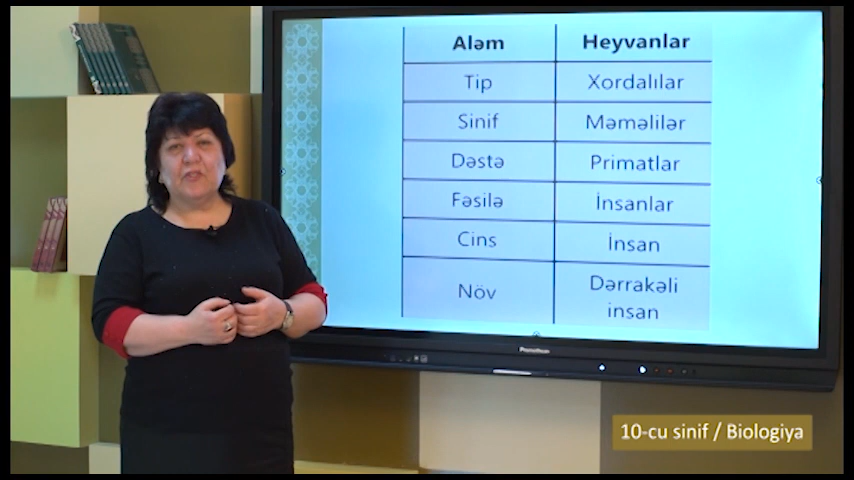 Aləm Heyvanlar
Tip Xordalılar
Sinif Məməlilər
Dəstə Primatlar
Fəsilə İnsanlar
Cins İnsan
Növ Dərrakəli
insan
Promethean
10-cu sinif / Biologiya